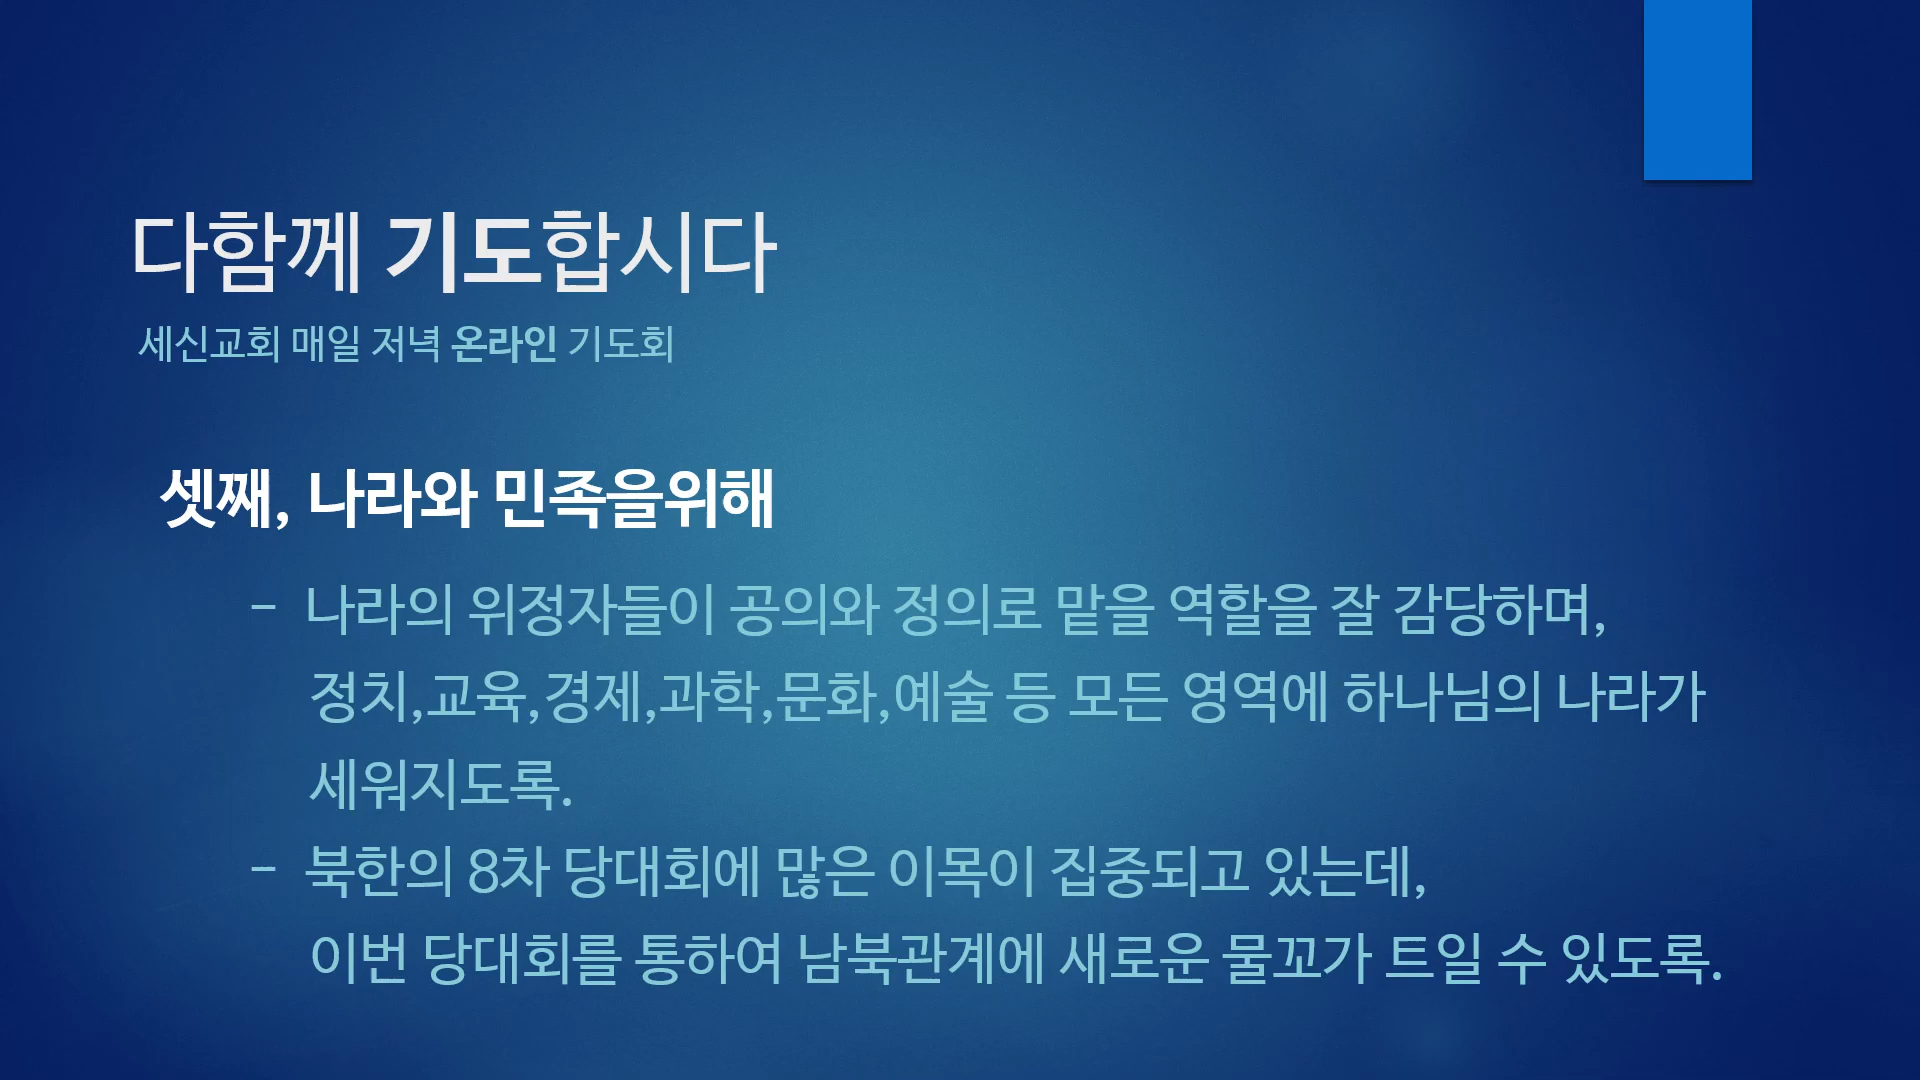 다함께 기도합시다
세신교회 매일 저녁 온라인 기도회
셋째, 나라와 민족을위해
- 나라의 위정자들이 공의와 정의로 맡을 역할을 잘 감당하며,
정치,교육,경제,과학,문화,예술 등 모든 영역에 하나님의 나라가
세워지도록.
- 북한의 8차 당대회에 많은 이목이 집중되고 있는데,
이번 당대회를 통하여 남북관계에 새로운 물꼬가 트일 수 있도록.